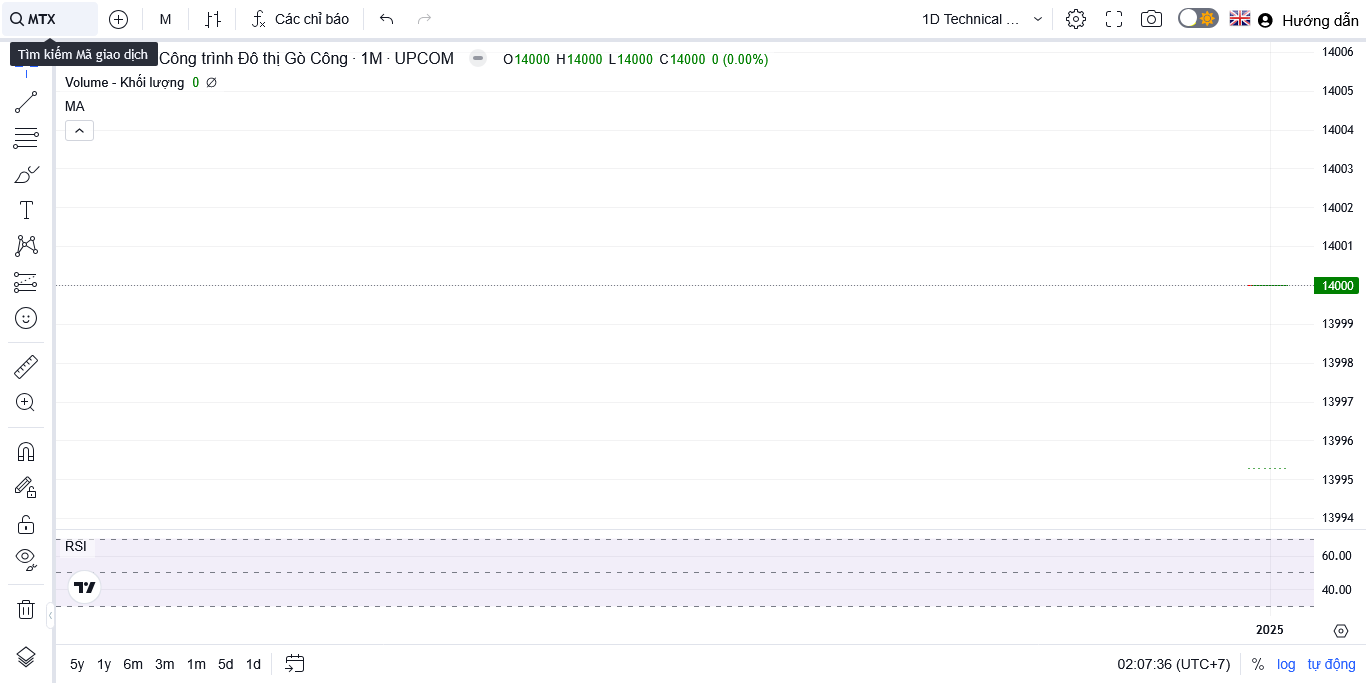 MTX
M
Các chỉ báo
1D Technical ...
Hướng dẫn
Tìm kiếm Mã giao dịch
Công trình Đô thị Gò Công · 1M · UPCOM
O14000 H14000 L14000 C14000 0 (0.00%)
Volume - Khối lượng 0 ∅
MA
14006
14005
14004
14003
14002
14001
14000
13999
13998
13997
13996
13995
13994
RSI
60.00
40.00
2025
5y 1y 6m 3m 1m 5d 1d
02:07:36 (UTC+7)
% log tự động